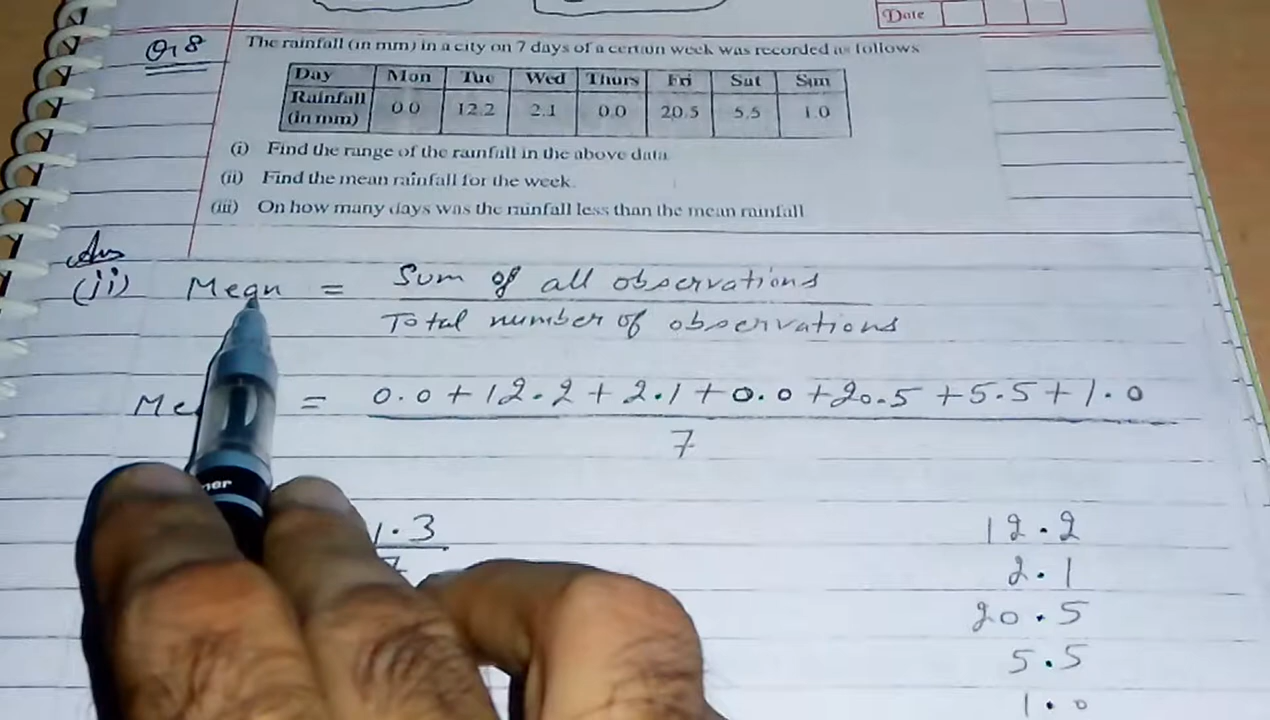 Date
Q.8 The rainfall (in mm) in a city on 7 days of a certain week was recorded as follows
Day Mon Tue Wed Thurs Fri Sat Sun
Rainfall (in mm) 0.0 12.2 2.1 0.0 20.5 5.5 1.0
(i) Find the range of the rainfall in the above data
(ii) Find the mean rainfall for the week.
(iii) On how many days was the rainfall less than the mean rainfall
Ans
(ii) Mean = Sum of all observations
Total number of observations
= 0.0 + 12.2 + 2.1 + 0.0 + 20.5 + 5.5 + 1.0
7
12.2
2.1
20.5
5.5
1.0